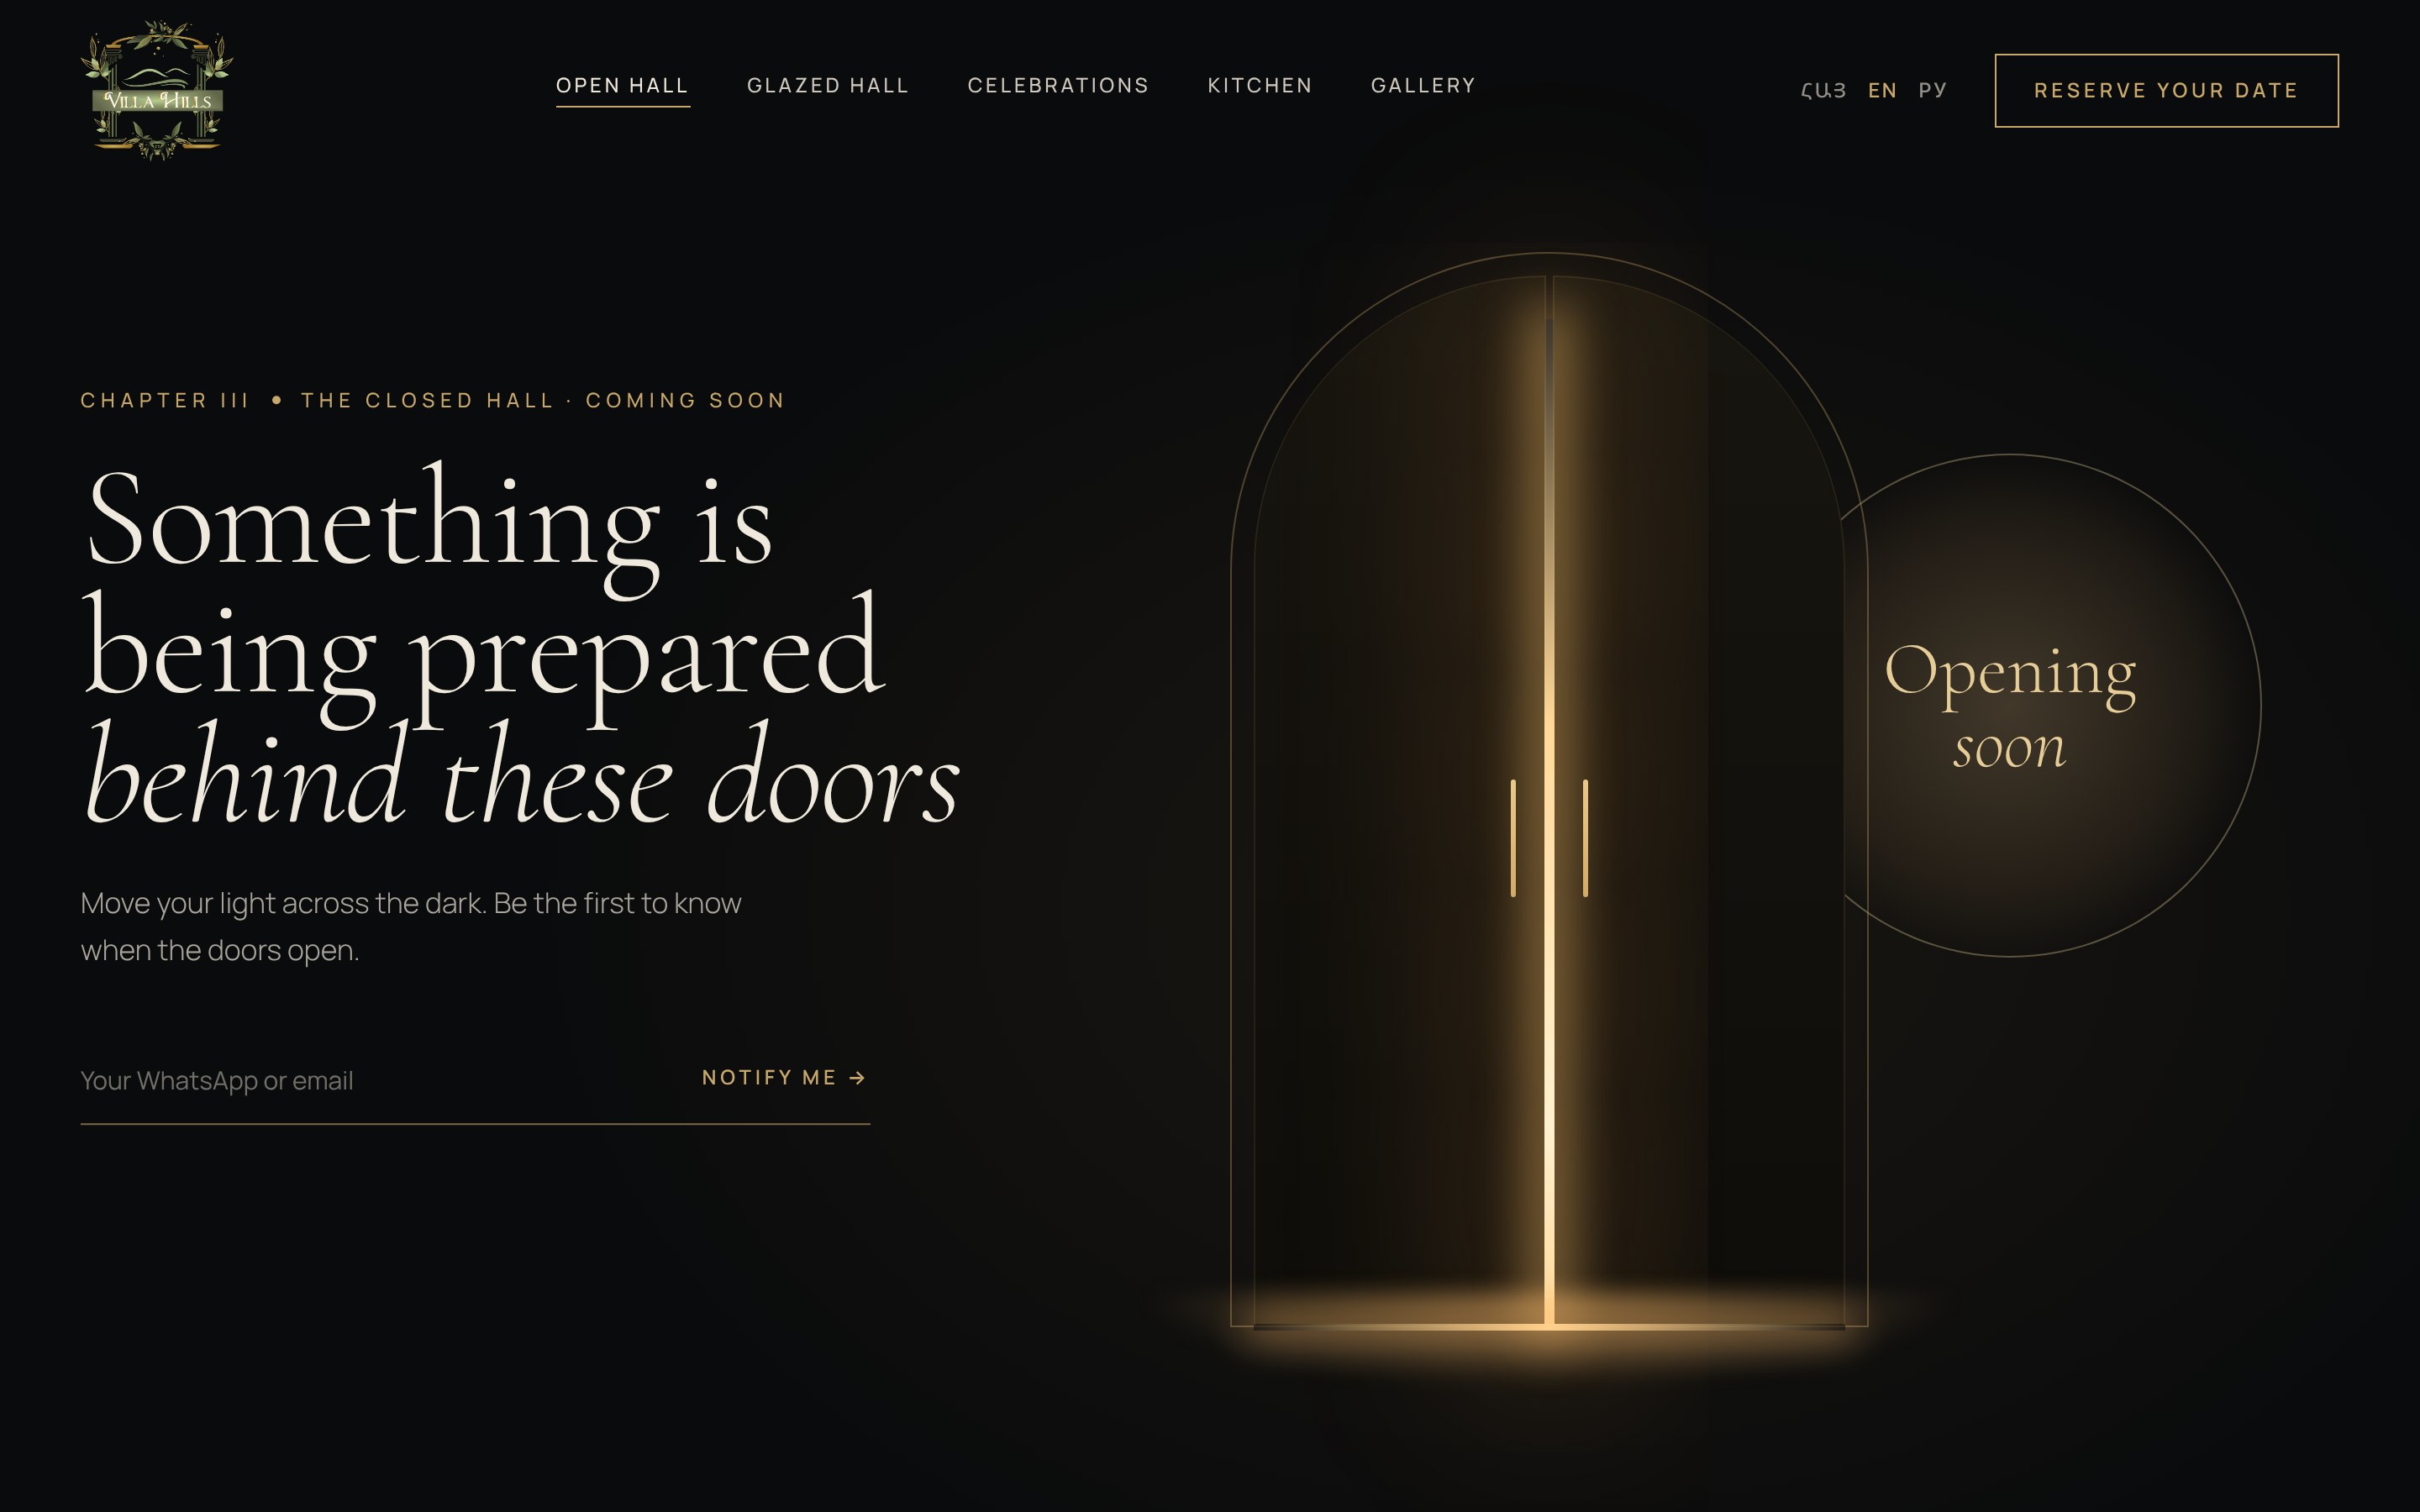 VILLA HILLS
OPEN HALL
GLAZED HALL
CELEBRATIONS
KITCHEN
GALLERY
ՀԱՅ EN РУ
RESERVE YOUR DATE
CHAPTER III • THE CLOSED HALL · COMING SOON
Something is
being prepared
behind these doors
Opening
soon
Move your light across the dark. Be the first to know
when the doors open.
Your WhatsApp or email
NOTIFY ME →